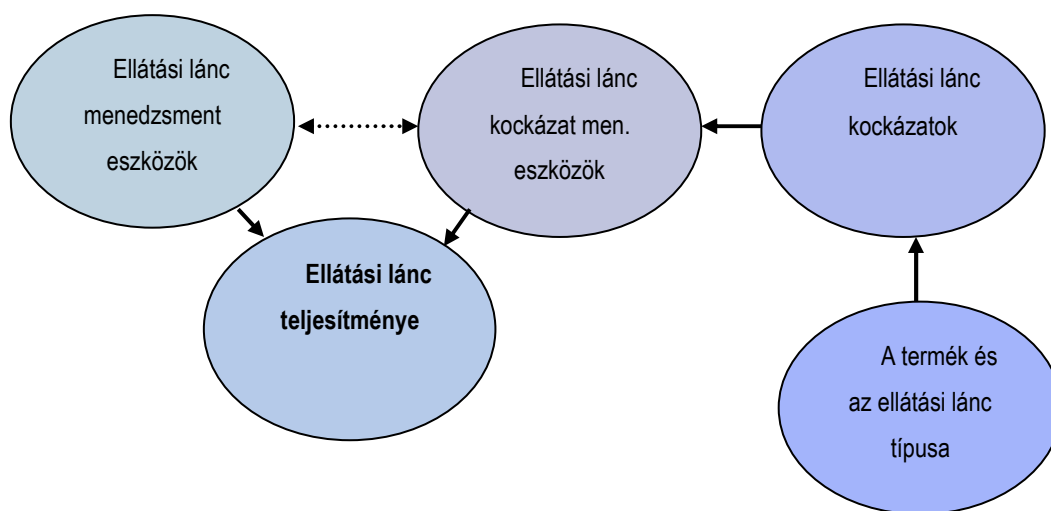 Ellátási lánc
menedzsment
eszközök
Ellátási lánc
kockázat men.
eszközök
Ellátási lánc
kockázatok
Ellátási lánc
teljesítménye
A termék és
az ellátási lánc
típusa